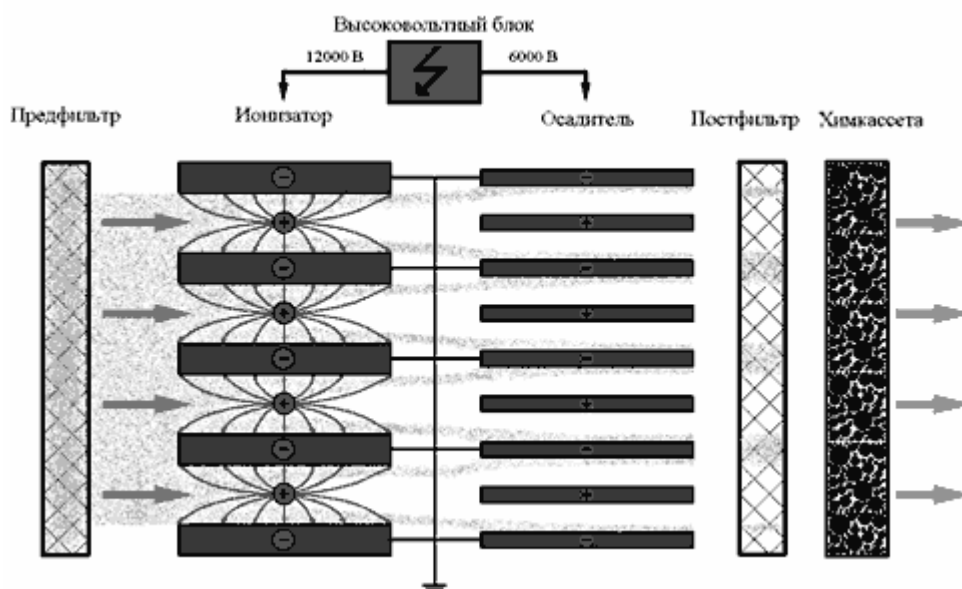 Высоковольтный блок
12000 В
6000 В
Предфильтр
Ионизатор
Осадитель
Постфильтр
Химкассета